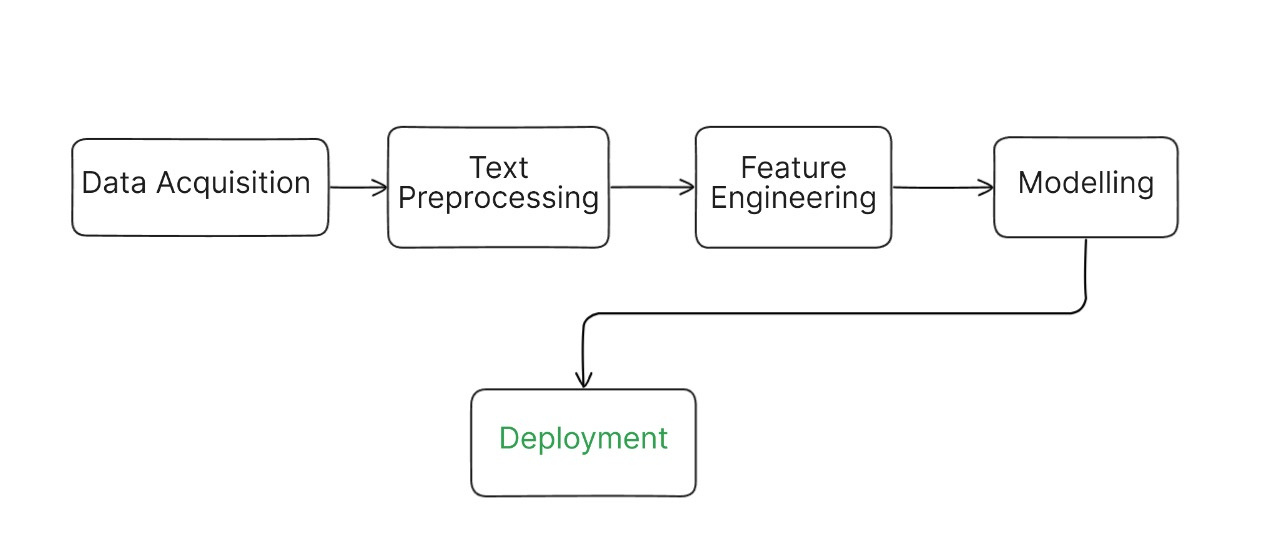 Data Acquisition
Text
Preprocessing
Feature
Engineering
Modelling
Deployment